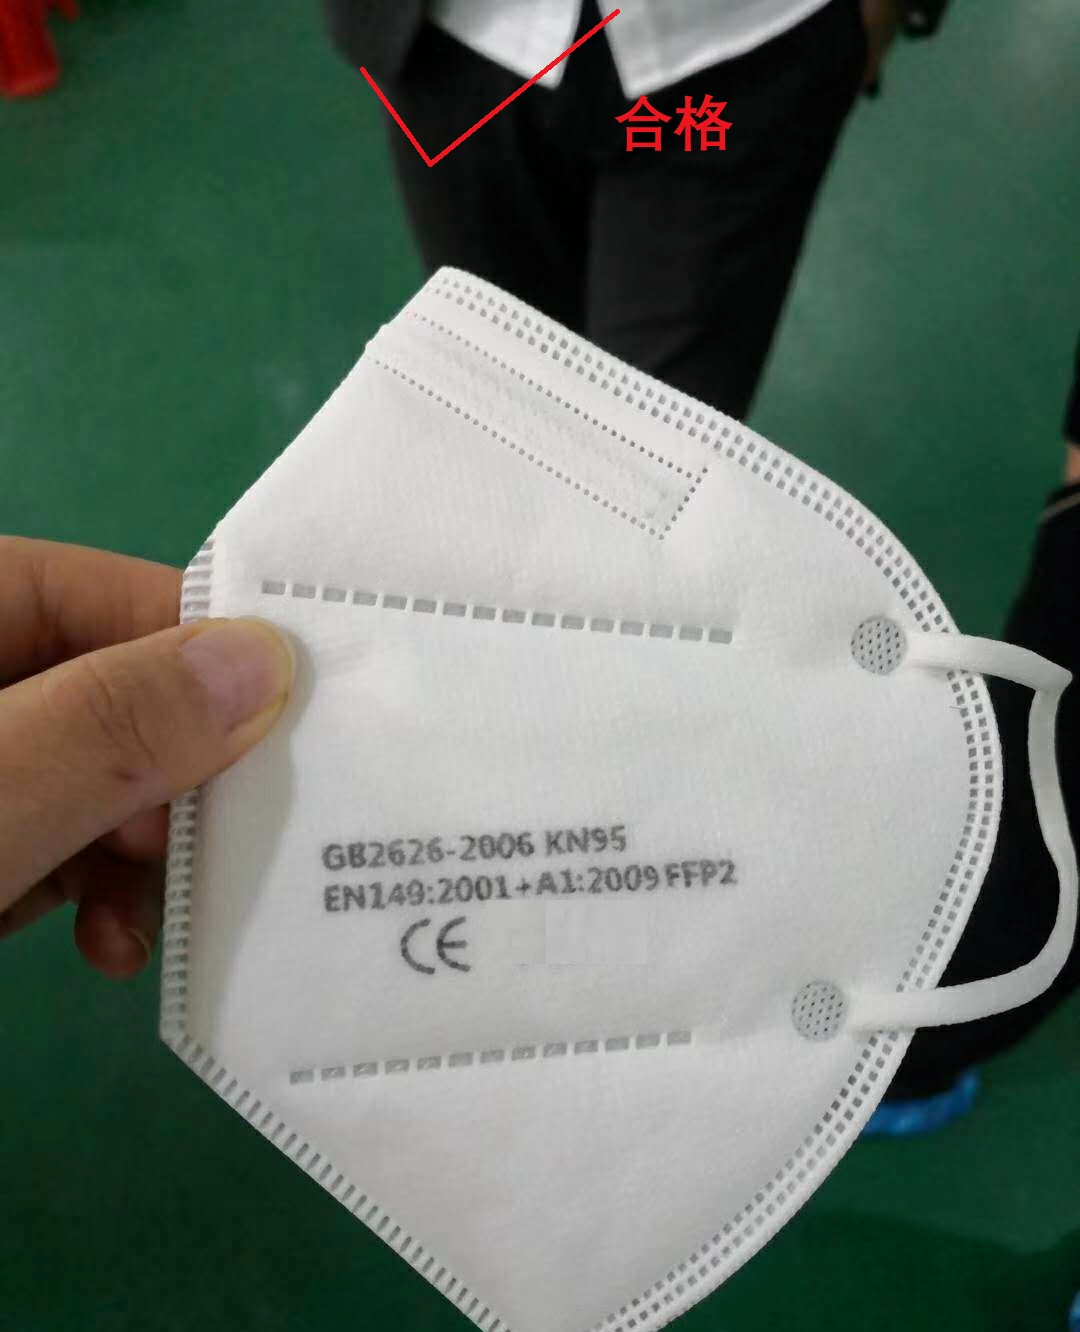 合格
GB2626-2006 KN95
EN149:2001+A1:2009 FFP2
CE